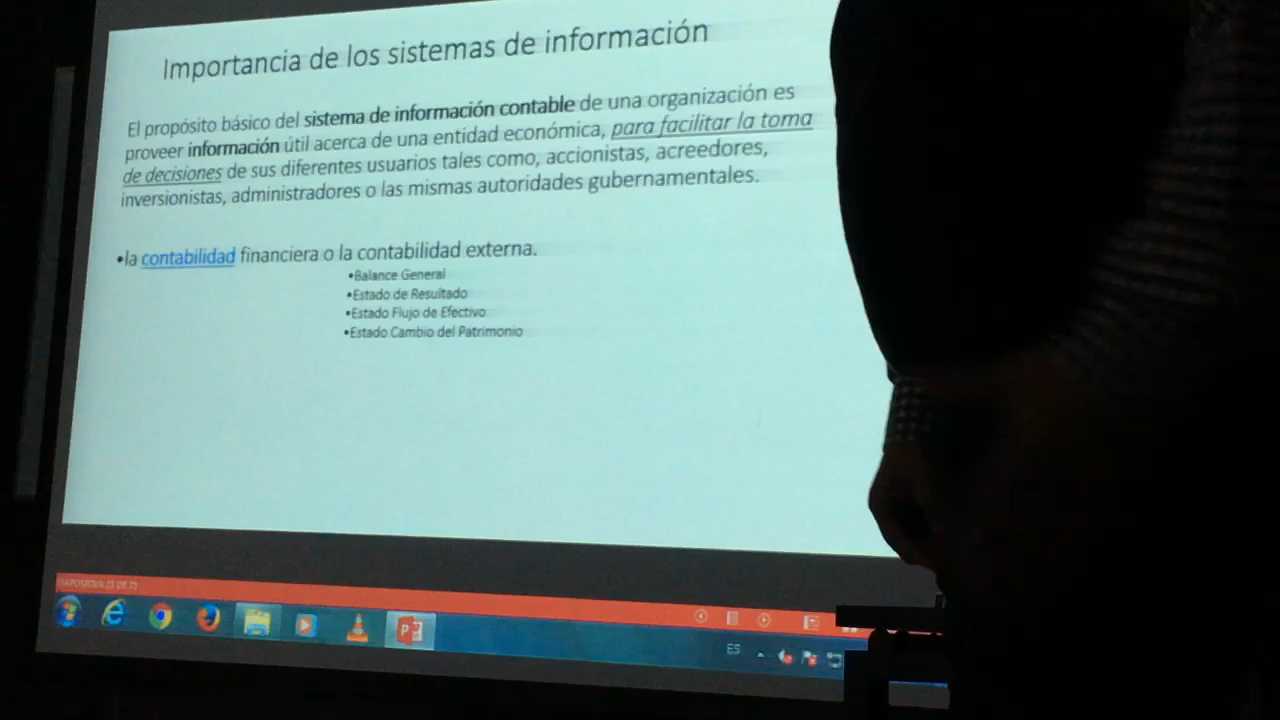 Importancia de los sistemas de información
El propósito básico del sistema de información contable de una organización es
proveer información útil acerca de una entidad económica, para facilitar la toma
de decisiones de sus diferentes usuarios tales como, accionistas, acreedores,
inversionistas, administradores o las mismas autoridades gubernamentales.
•la contabilidad financiera o la contabilidad externa.
•Balance General
•Estado de Resultado
•Estado Flujo de Efectivo
•Estado Cambio del Patrimonio
ES